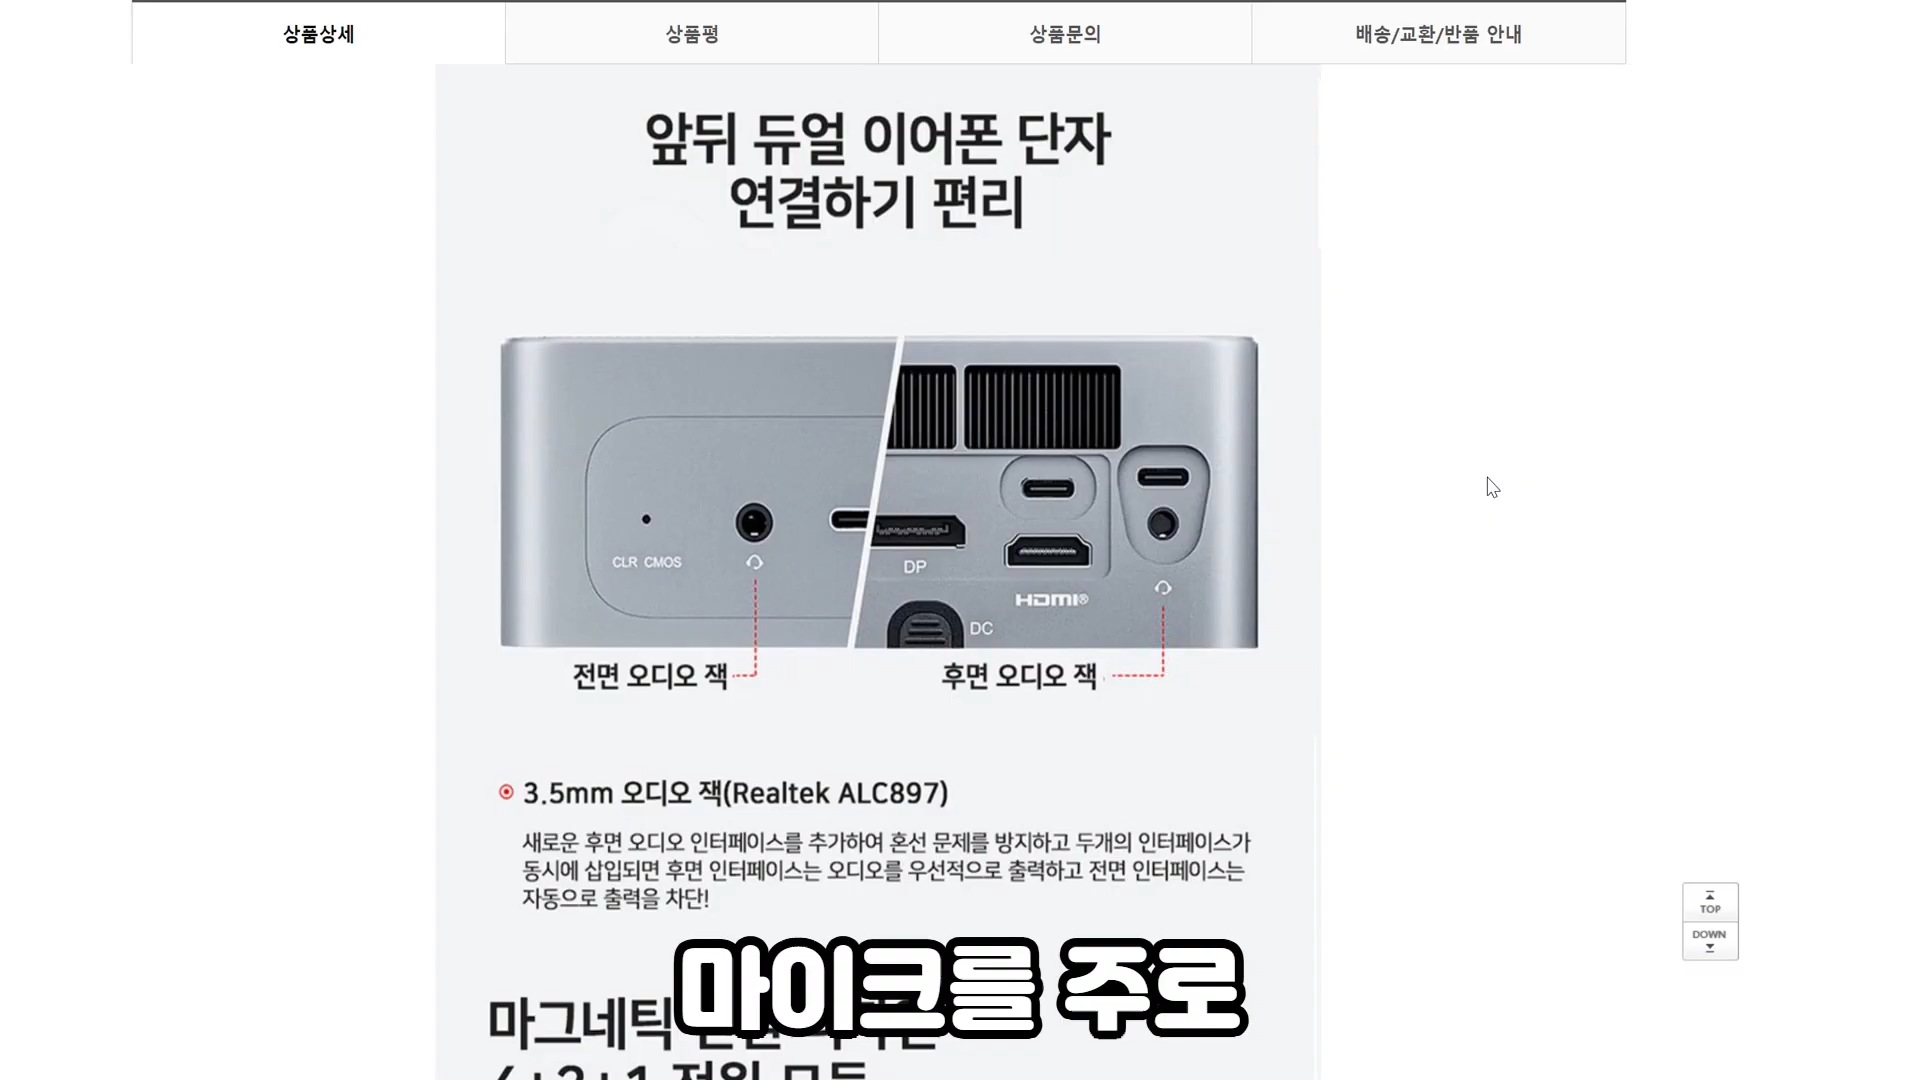 상품상세
상품평
상품문의
배송/교환/반품 안내
앞뒤 듀얼 이어폰 단자
연결하기 편리
CLR CMOS
DP
HDMI®
DC
전면 오디오 잭
후면 오디오 잭
3.5mm 오디오 잭(Realtek ALC897)
새로운 후면 오디오 인터페이스를 추가하여 혼선 문제를 방지하고 두개의 인터페이스가
동시에 삽입되면 후면 인터페이스는 오디오를 우선적으로 출력하고 전면 인터페이스는
자동으로 출력을 차단!
TOP
DOWN
마이크를 주로
마그네틱